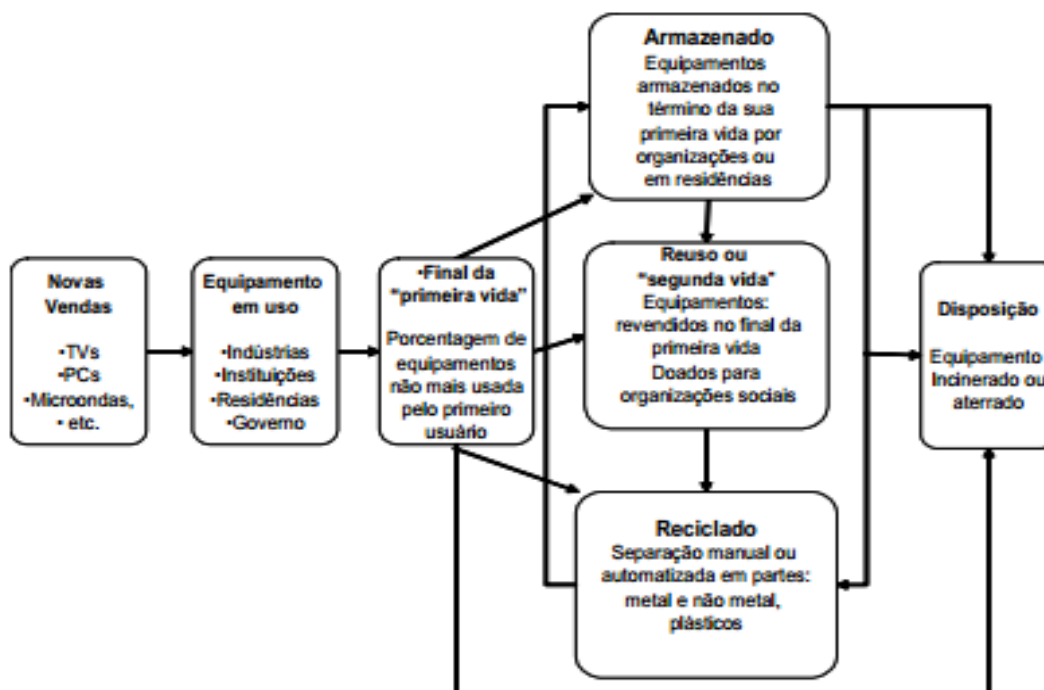 Armazenado
Equipamentos
armazenados no
término da sua
primeira vida por
organizações ou
em residências
Novas
Vendas
•TVs
•PCs
•Microondas,
• etc.
Equipamento
em uso
•Indústrias
•Instituições
•Residências
•Governo
•Final da
“primeira vida”
Porcentagem de
equipamentos
não mais usada
pelo primeiro
usuário
Reuso ou
“segunda vida”
Equipamentos:
revendidos no final da
primeira vida
Doados para
organizações sociais
Reciclado
Separação manual ou
automatizada em partes:
metal e não metal,
plásticos
Disposição
Equipamento
Incinerado ou
aterrado